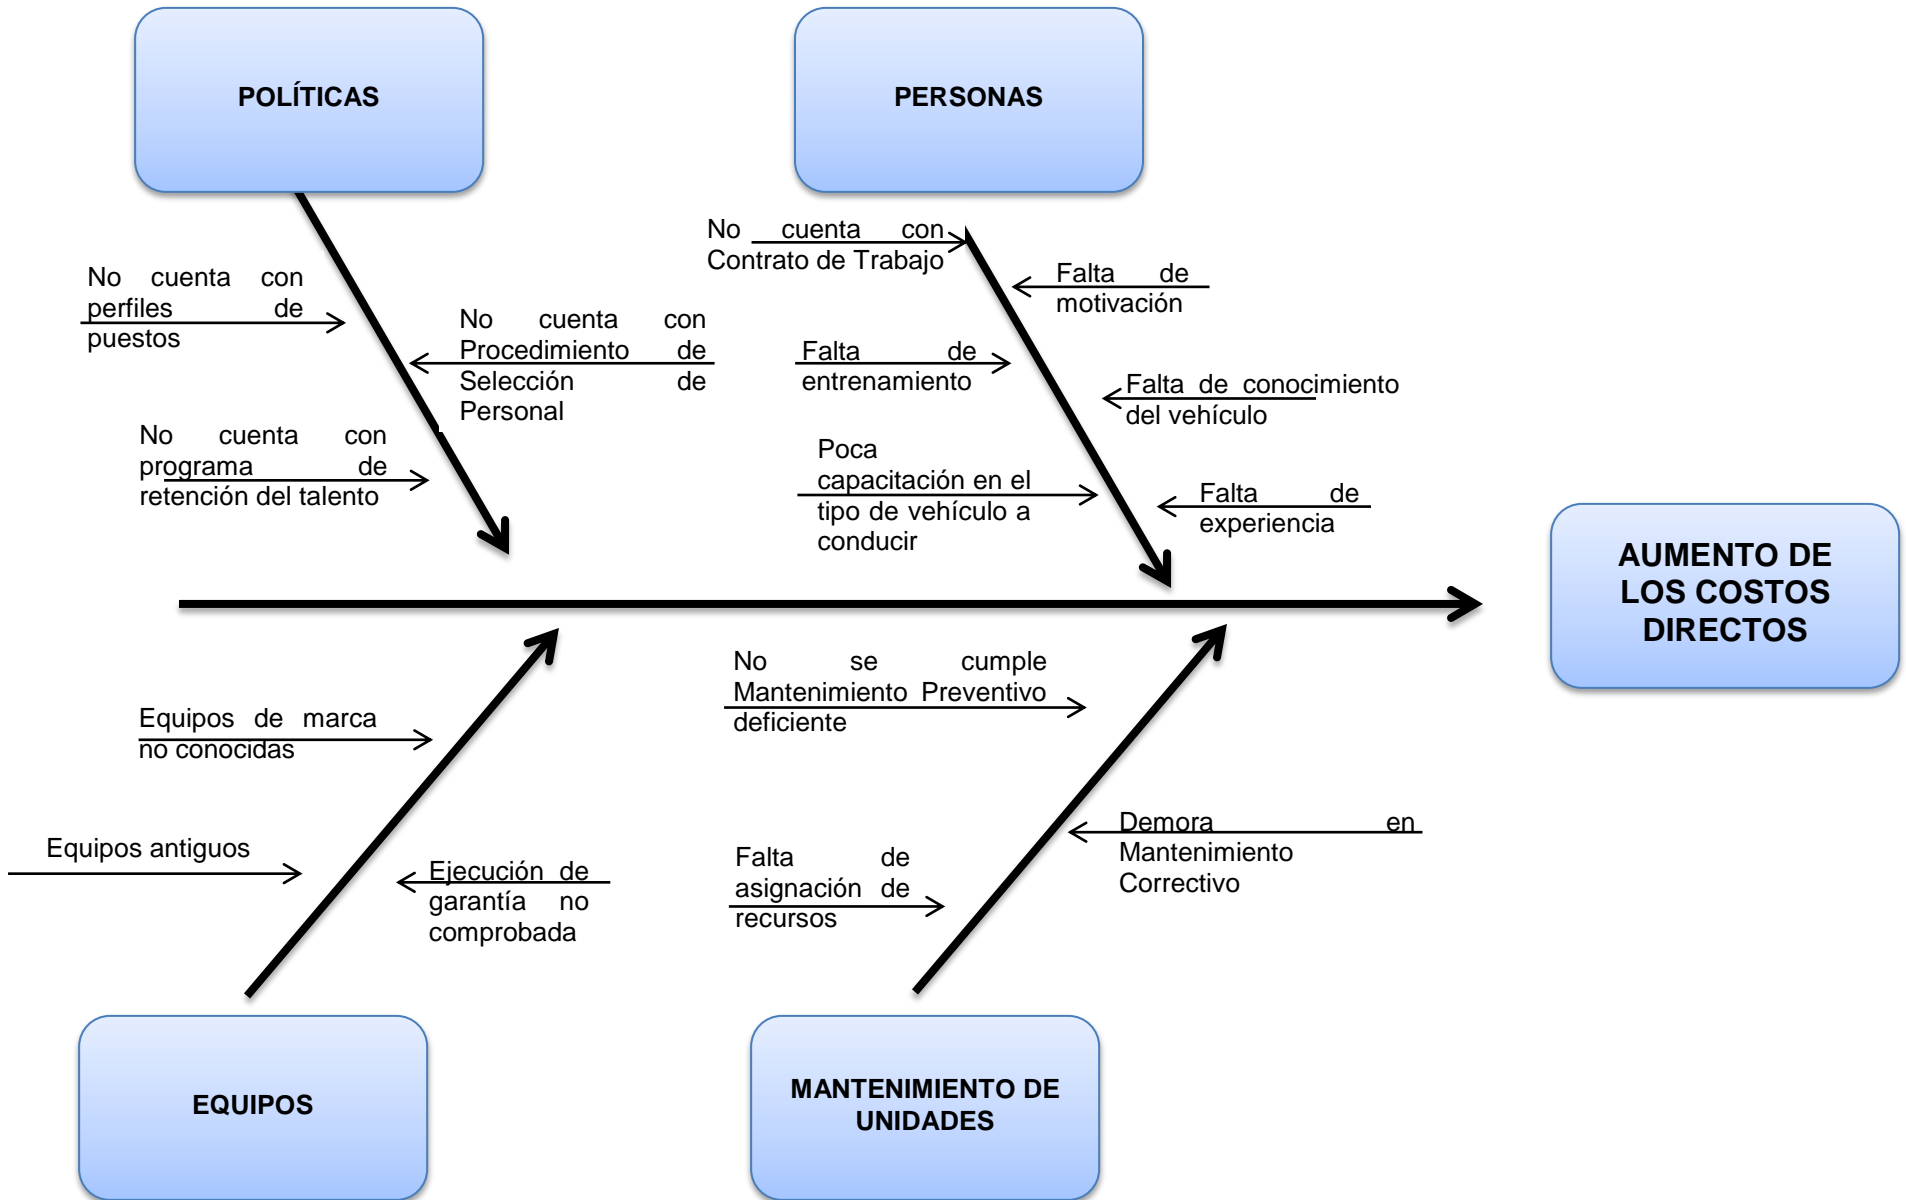 POLÍTICAS
PERSONAS
No cuenta con
Contrato de Trabajo
No cuenta con
perfiles de
puestos
Falta de
motivación
No cuenta con
Procedimiento de
Selección de
Personal
Falta de
entrenamiento
Falta de conocimiento
del vehículo
No cuenta con
programa de
retención del talento
Poca
capacitación en el
tipo de vehículo a
conducir
Falta de
experiencia
AUMENTO DE
LOS COSTOS
DIRECTOS
No se cumple
Mantenimiento Preventivo
deficiente
Equipos de marca
no conocidas
Equipos antiguos
Ejecución de
garantía no
comprobada
Falta de
asignación de
recursos
Demora en
Mantenimiento
Correctivo
EQUIPOS
MANTENIMIENTO DE
UNIDADES